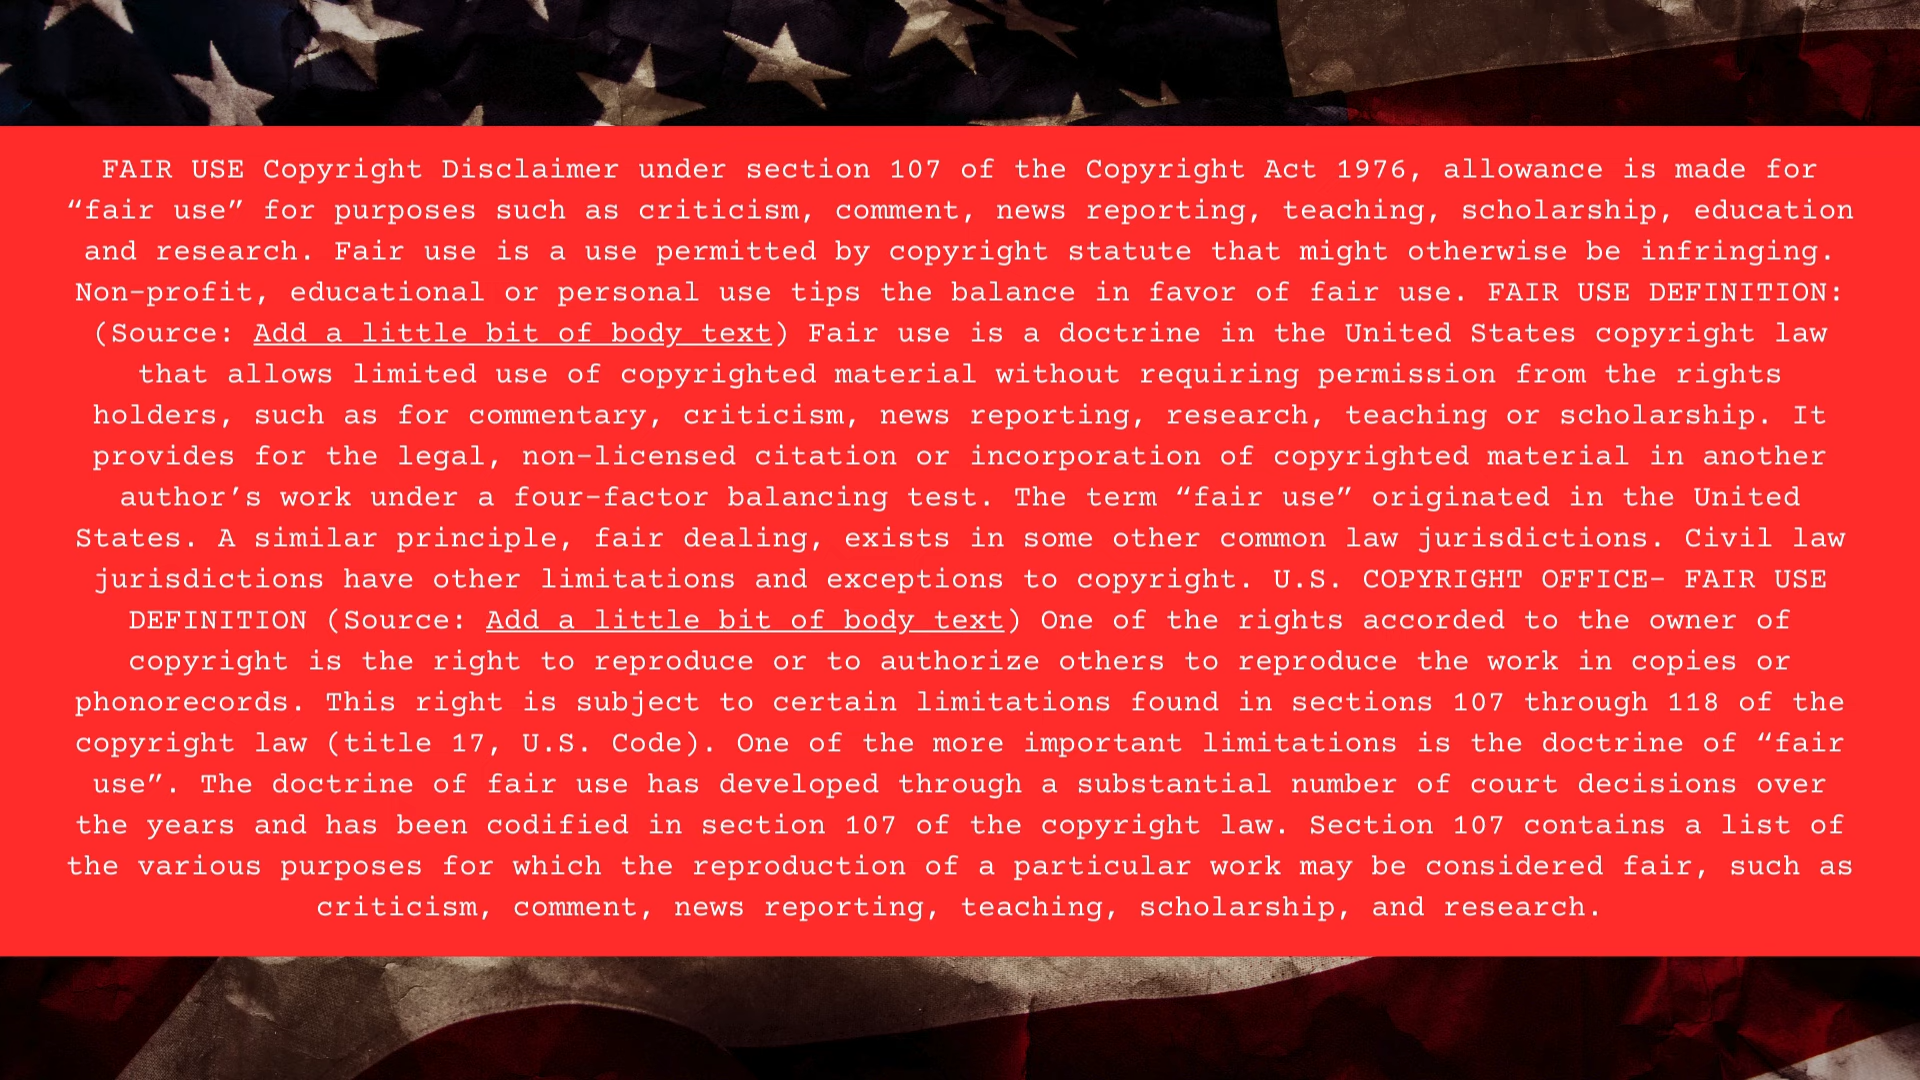 FAIR USE Copyright Disclaimer under section 107 of the Copyright Act 1976, allowance is made for
“fair use” for purposes such as criticism, comment, news reporting, teaching, scholarship, education
and research. Fair use is a use permitted by copyright statute that might otherwise be infringing.
Non-profit, educational or personal use tips the balance in favor of fair use. FAIR USE DEFINITION:
(Source: Add a little bit of body text) Fair use is a doctrine in the United States copyright law
that allows limited use of copyrighted material without requiring permission from the rights
holders, such as for commentary, criticism, news reporting, research, teaching or scholarship. It
provides for the legal, non-licensed citation or incorporation of copyrighted material in another
author’s work under a four-factor balancing test. The term “fair use” originated in the United
States. A similar principle, fair dealing, exists in some other common law jurisdictions. Civil law
jurisdictions have other limitations and exceptions to copyright. U.S. COPYRIGHT OFFICE- FAIR USE
DEFINITION (Source: Add a little bit of body text) One of the rights accorded to the owner of
copyright is the right to reproduce or to authorize others to reproduce the work in copies or
phonorecords. This right is subject to certain limitations found in sections 107 through 118 of the
copyright law (title 17, U.S. Code). One of the more important limitations is the doctrine of “fair
use”. The doctrine of fair use has developed through a substantial number of court decisions over
the years and has been codified in section 107 of the copyright law. Section 107 contains a list of
the various purposes for which the reproduction of a particular work may be considered fair, such as
criticism, comment, news reporting, teaching, scholarship, and research.